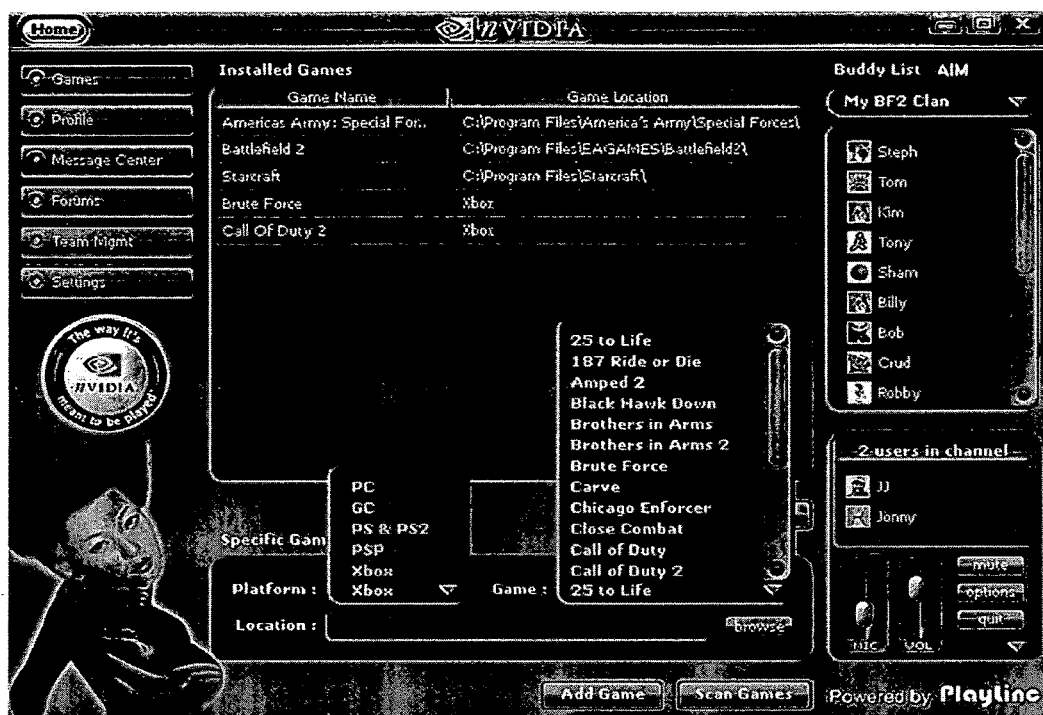 Home
nVIDIA
Games
Profile
Message Center
Forums
Team Mgmt
Settings
The way it's
nVIDIA
meant to be played
Installed Games
Game Name Game Location
Americas Army: Special For.. C:\Program Files\America's Army\Special Forces\
Battlefield 2 C:\Program Files\EAGAMES\Battlefield2\
Starcraft C:\Program Files\Starcraft\
Brute Force Xbox
Call Of Duty 2 Xbox
25 to Life
187 Ride or Die
Amped 2
Black Hawk Down
Brothers in Arms
Brothers in Arms 2
Brute Force
Carve
Chicago Enforcer
Close Combat
Call of Duty
Call of Duty 2
PC
GC
PS & PS2
PSP
Xbox
Specific Gam
Platform : Xbox Game : 25 to Life
Location : browse
Add Game Scan Games
Buddy List AIM
My BF2 Clan
Steph
Tom
Kim
Tony
Sham
Billy
Bob
Crud
Robby
2 users in channel
JJ
Jonny
mute
options
quit
MIC VOL
Powered by Playlinc